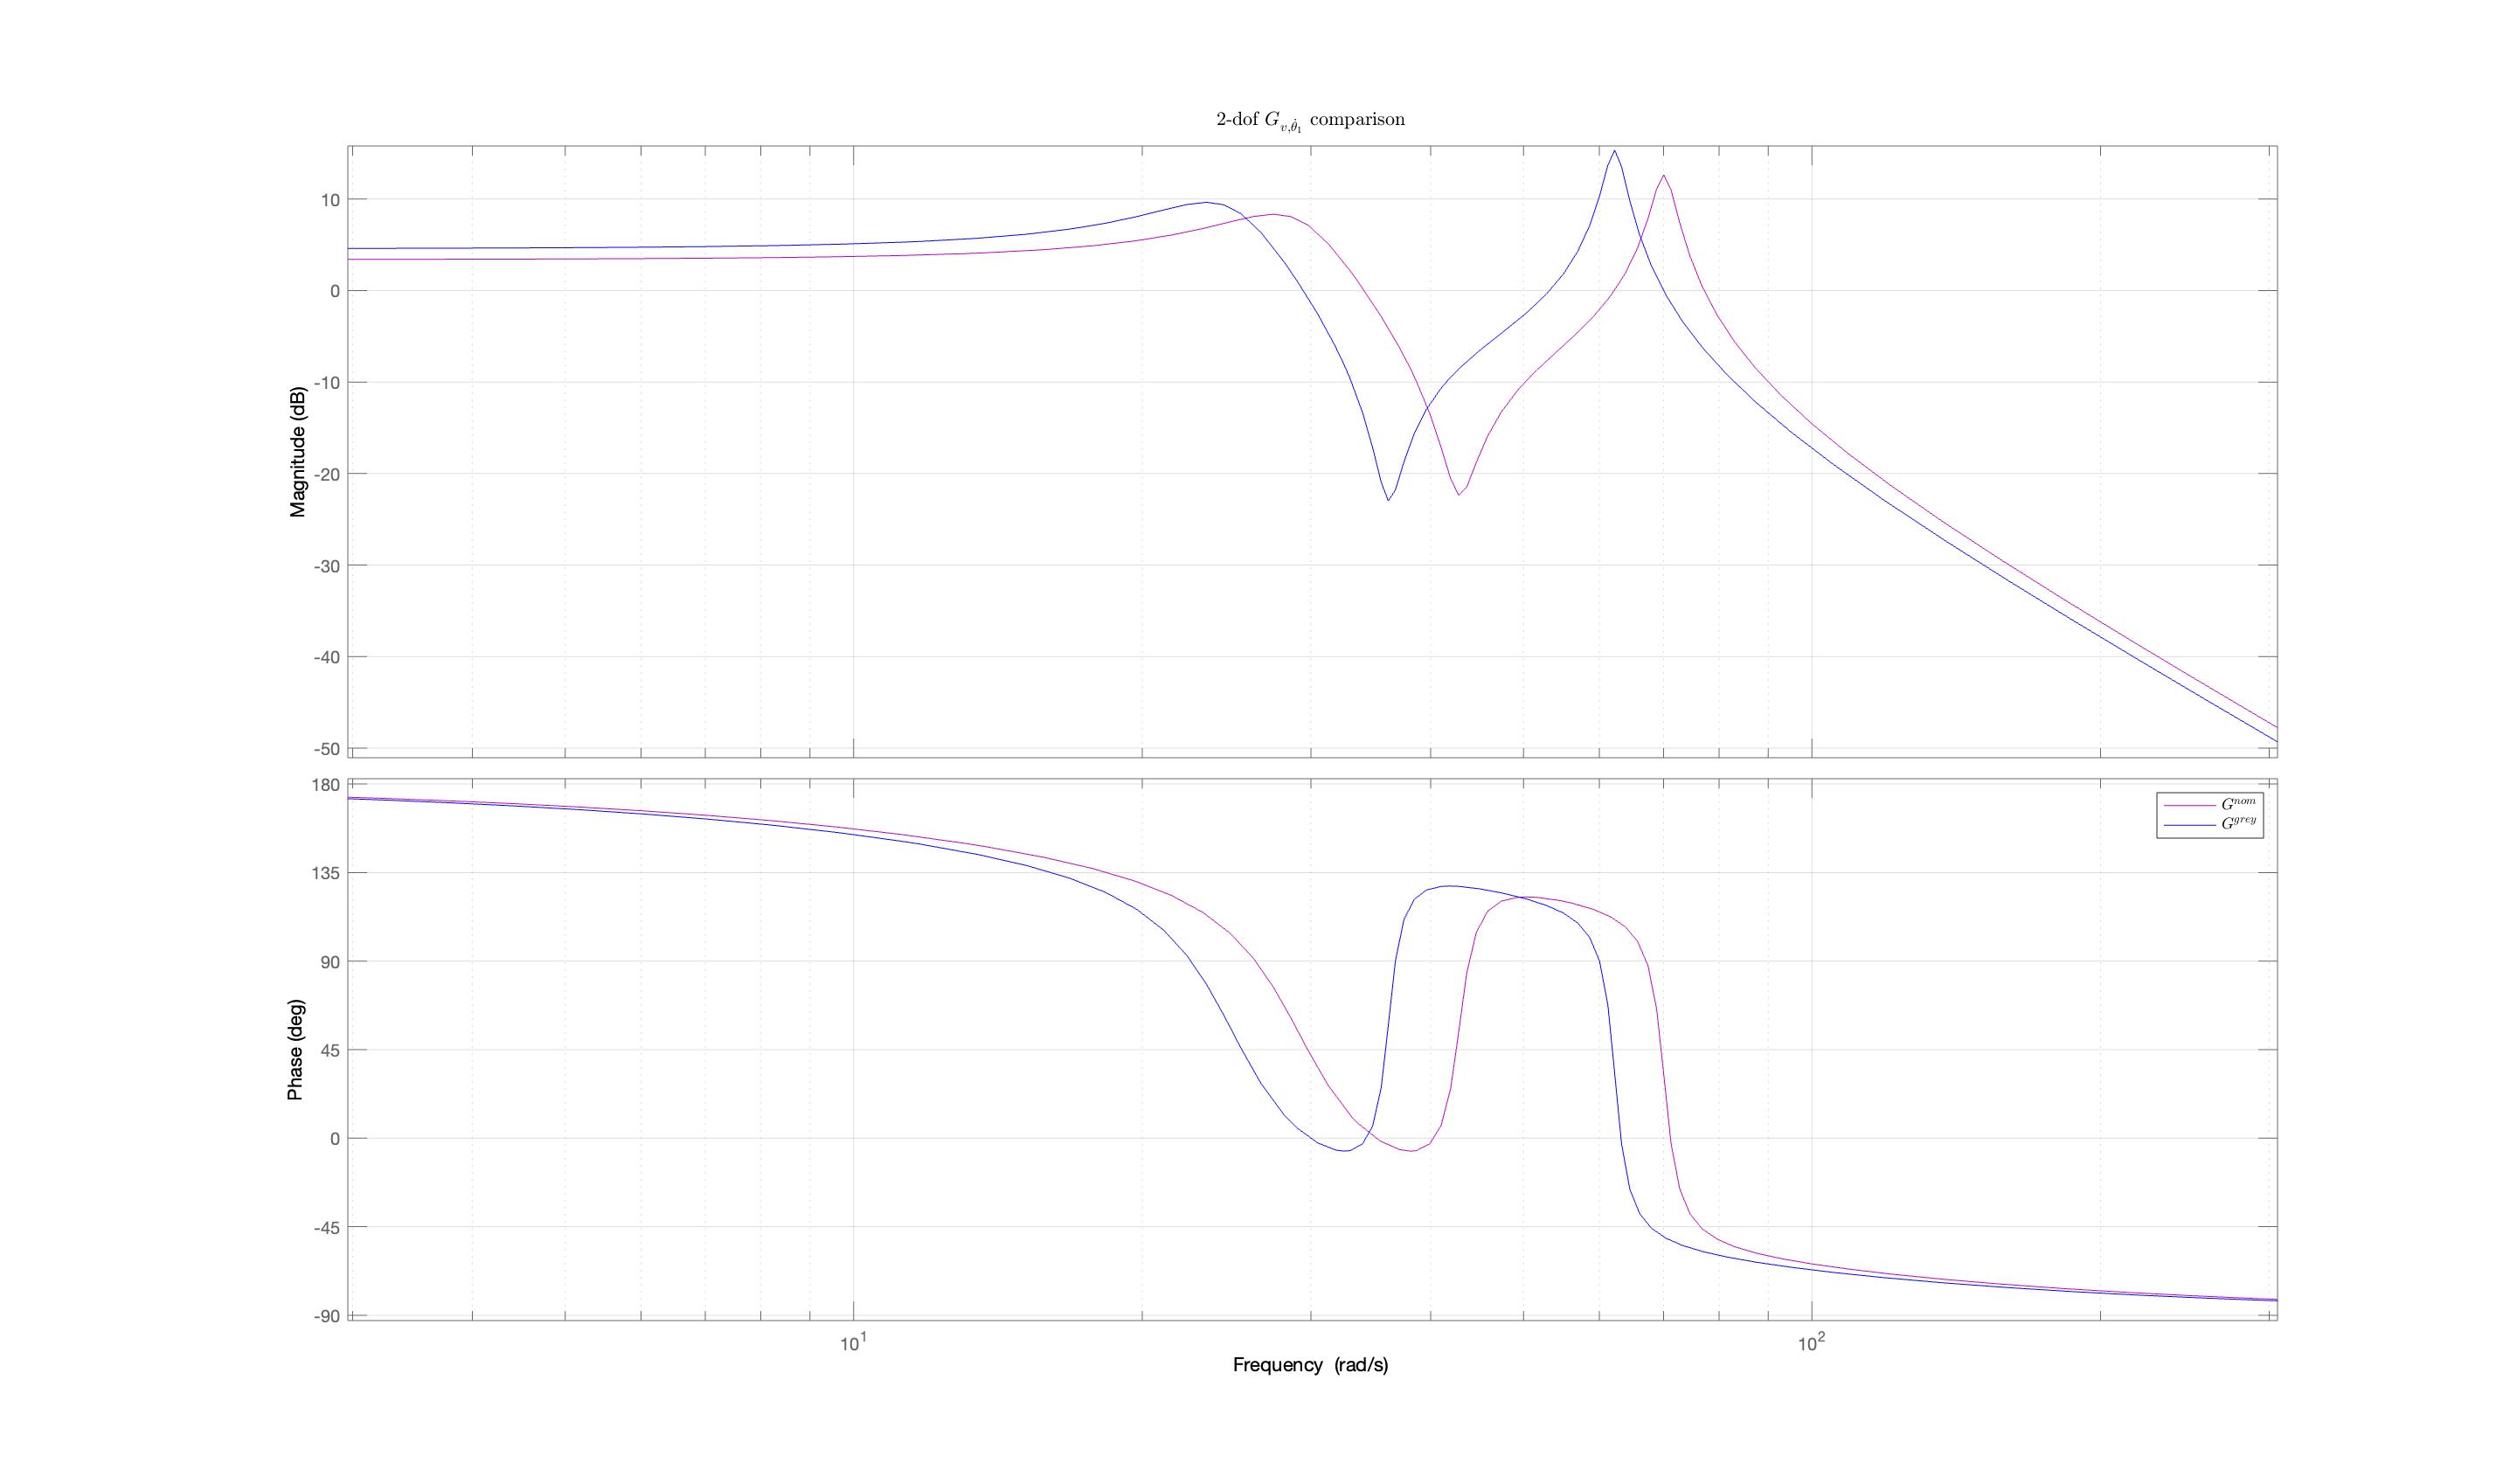 2-dof G_{v,\dot{θ}_1} comparison
Magnitude (dB)
10
0
-10
-20
-30
-40
-50
Phase (deg)
180
135
90
45
0
-45
-90
G^{nom}
G^{grey}
10^1
10^2
Frequency (rad/s)